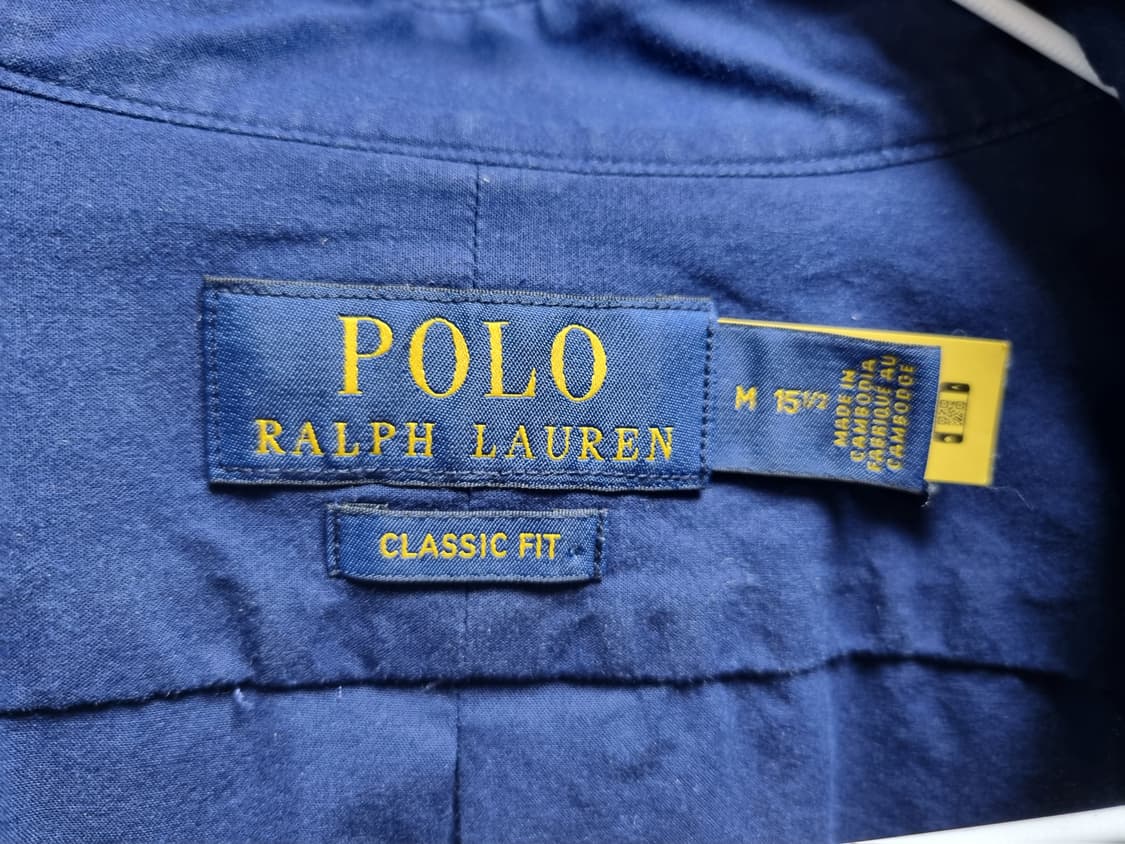 POLO
RALPH LAUREN
M 15 1/2
MADE IN
CAMBODIA
FABRIQUÉ AU
CAMBODGE
CLASSIC FIT